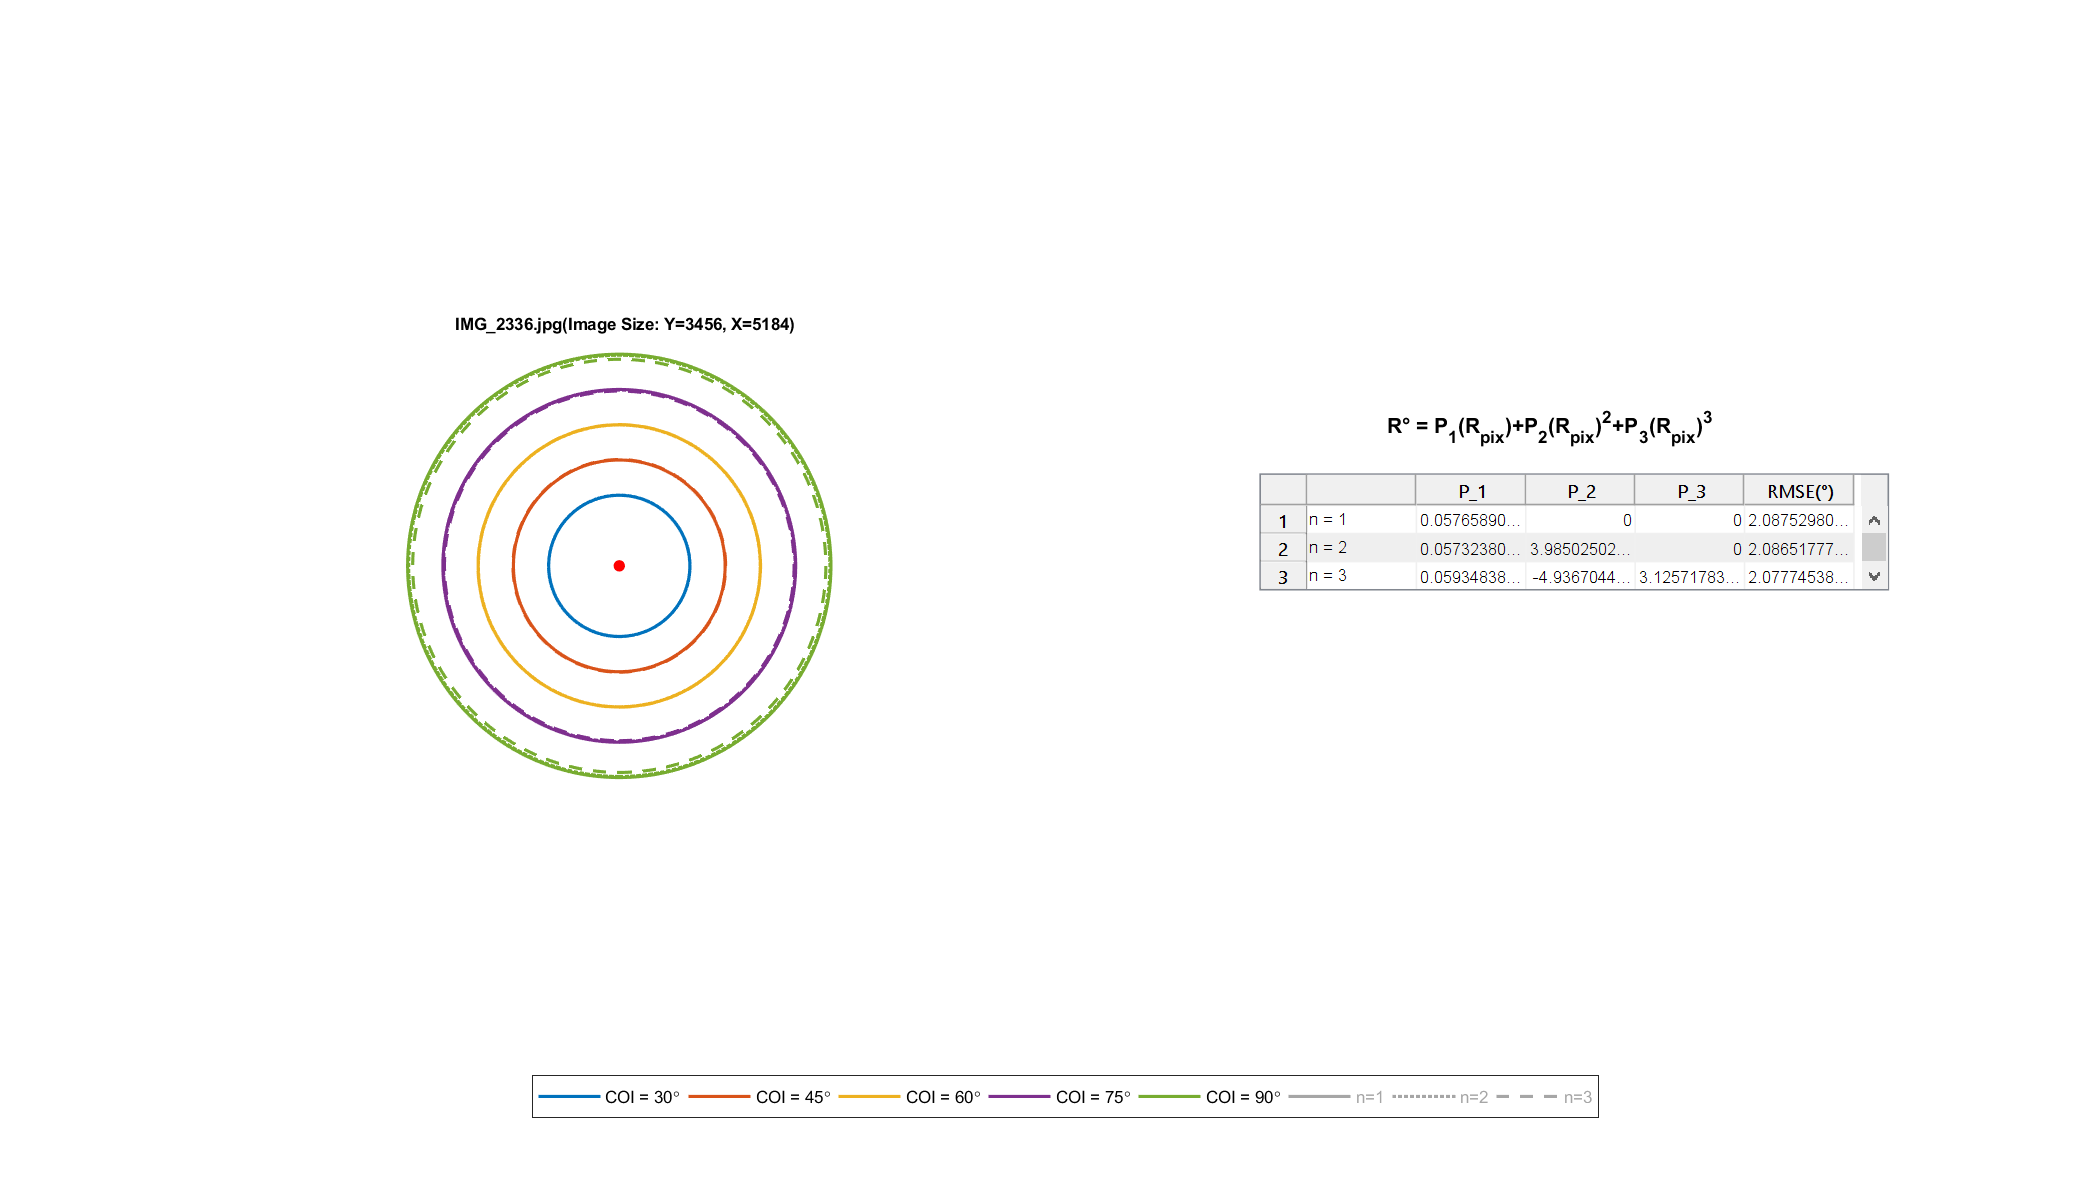 IMG_2336.jpg(Image Size: Y=3456, X=5184)
R° = P1(Rpix)+P2(Rpix)2+P3(Rpix)3
P_1 P_2 P_3 RMSE(°)
1 n = 1 0.05765890... 0 0 2.08752980...
2 n = 2 0.05732380... 3.98502502... 0 2.08651777...
3 n = 3 0.05934838... -4.9367044... 3.12571783... 2.07774538...
COI = 30° COI = 45° COI = 60° COI = 75° COI = 90° n=1 n=2 n=3